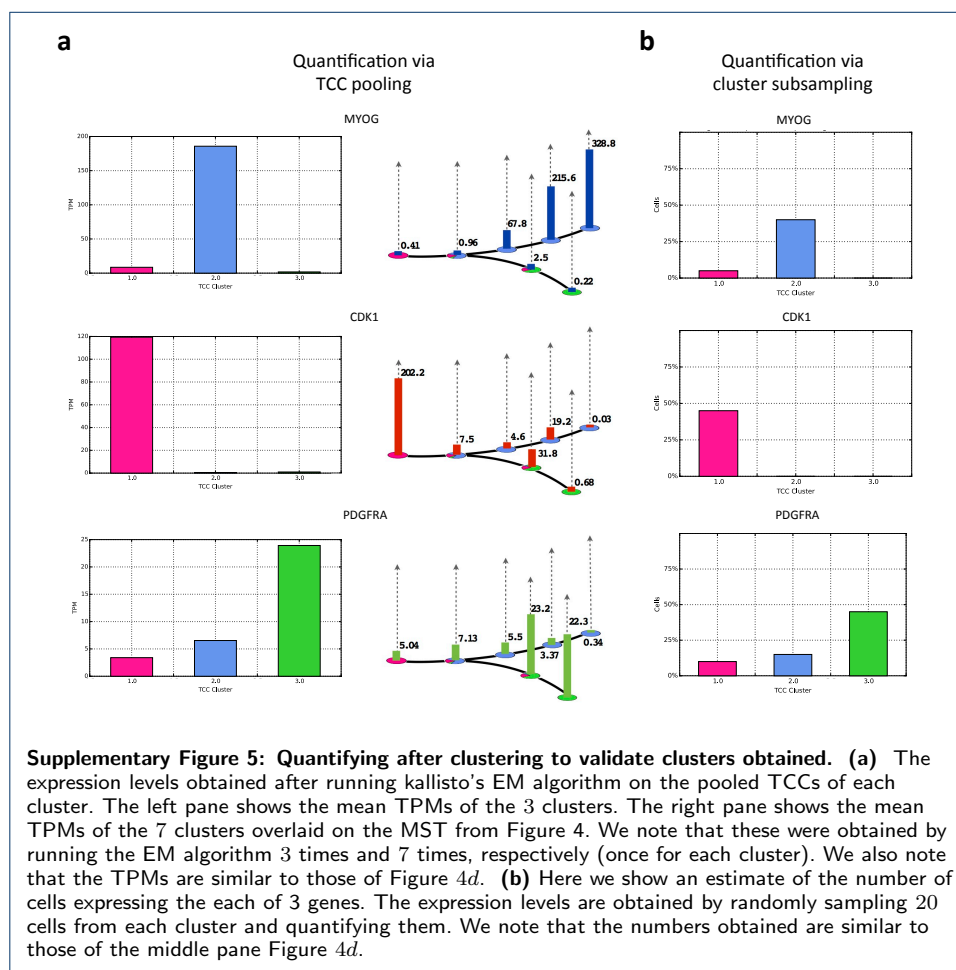 a
Quantification via
TCC pooling
b
Quantification via
cluster subsampling
MYOG
200
150
100
50
0
TPM
1.0
2.0
3.0
TCC Cluster
0.41
0.96
67.8
215.6
328.8
2.5
0.22
MYOG
75%
50%
25%
0%
Cells
1.0
2.0
3.0
TCC Cluster
CDK1
120
100
80
60
40
20
0
TPM
1.0
2.0
3.0
TCC Cluster
202.2
7.5
4.6
19.2
0.03
31.8
0.68
CDK1
75%
50%
25%
0%
Cells
1.0
2.0
3.0
TCC Cluster
PDGFRA
25
20
15
10
5
0
TPM
1.0
2.0
3.0
TCC Cluster
5.04
7.13
5.5
23.2
3.37
22.3
0.34
PDGFRA
75%
50%
25%
0%
Cells
1.0
2.0
3.0
TCC Cluster
Supplementary Figure 5: Quantifying after clustering to validate clusters obtained. (a) The
expression levels obtained after running kallisto's EM algorithm on the pooled TCCs of each
cluster. The left pane shows the mean TPMs of the 3 clusters. The right pane shows the mean
TPMs of the 7 clusters overlaid on the MST from Figure 4. We note that these were obtained by
running the EM algorithm 3 times and 7 times, respectively (once for each cluster). We also note
that the TPMs are similar to those of Figure 4d. (b) Here we show an estimate of the number of
cells expressing the each of 3 genes. The expression levels are obtained by randomly sampling 20
cells from each cluster and quantifying them. We note that the numbers obtained are similar to
those of the middle pane Figure 4d.